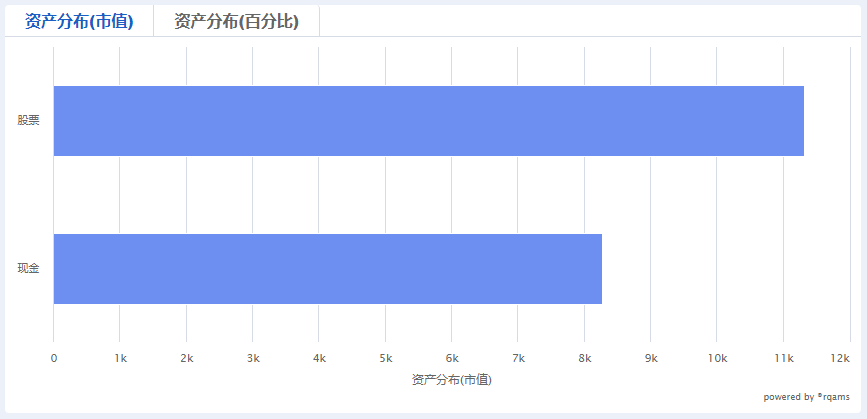 资产分布(市值) 资产分布(百分比)
股票
现金
0 1k 2k 3k 4k 5k 6k 7k 8k 9k 10k 11k 12k
资产分布(市值)
powered by ®rqams